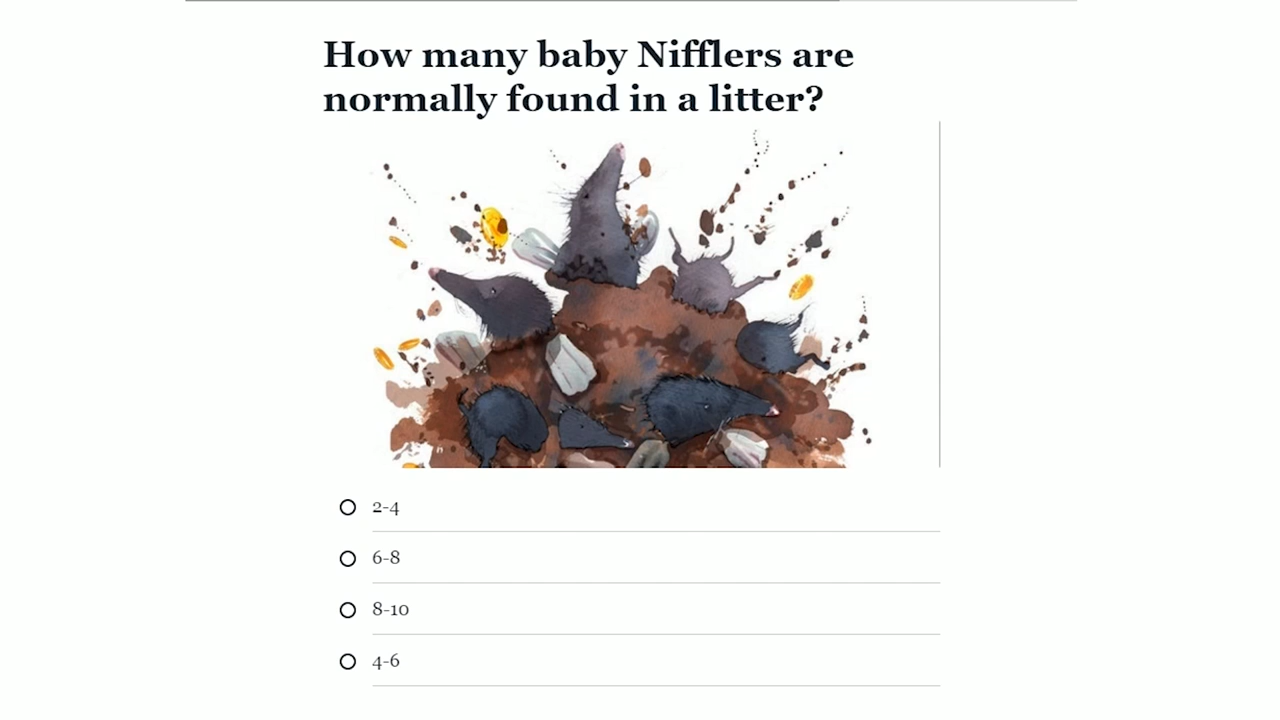 How many baby Nifflers are
normally found in a litter?
2-4
6-8
8-10
4-6